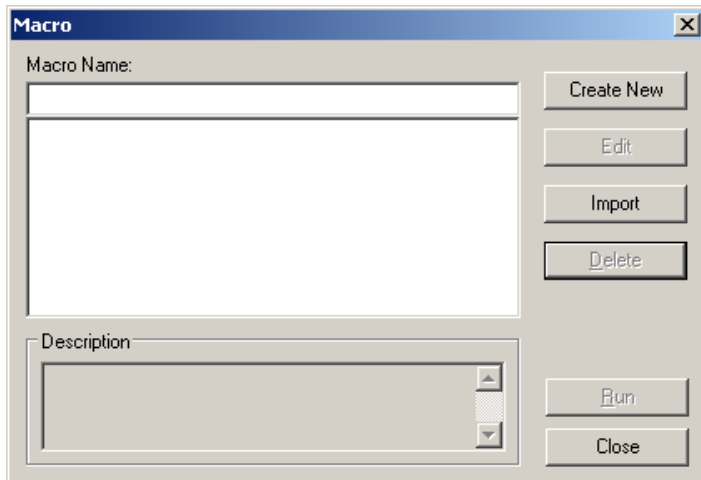 Macro
Macro Name:
Create New
Edit
Import
Delete
Description
Run
Close